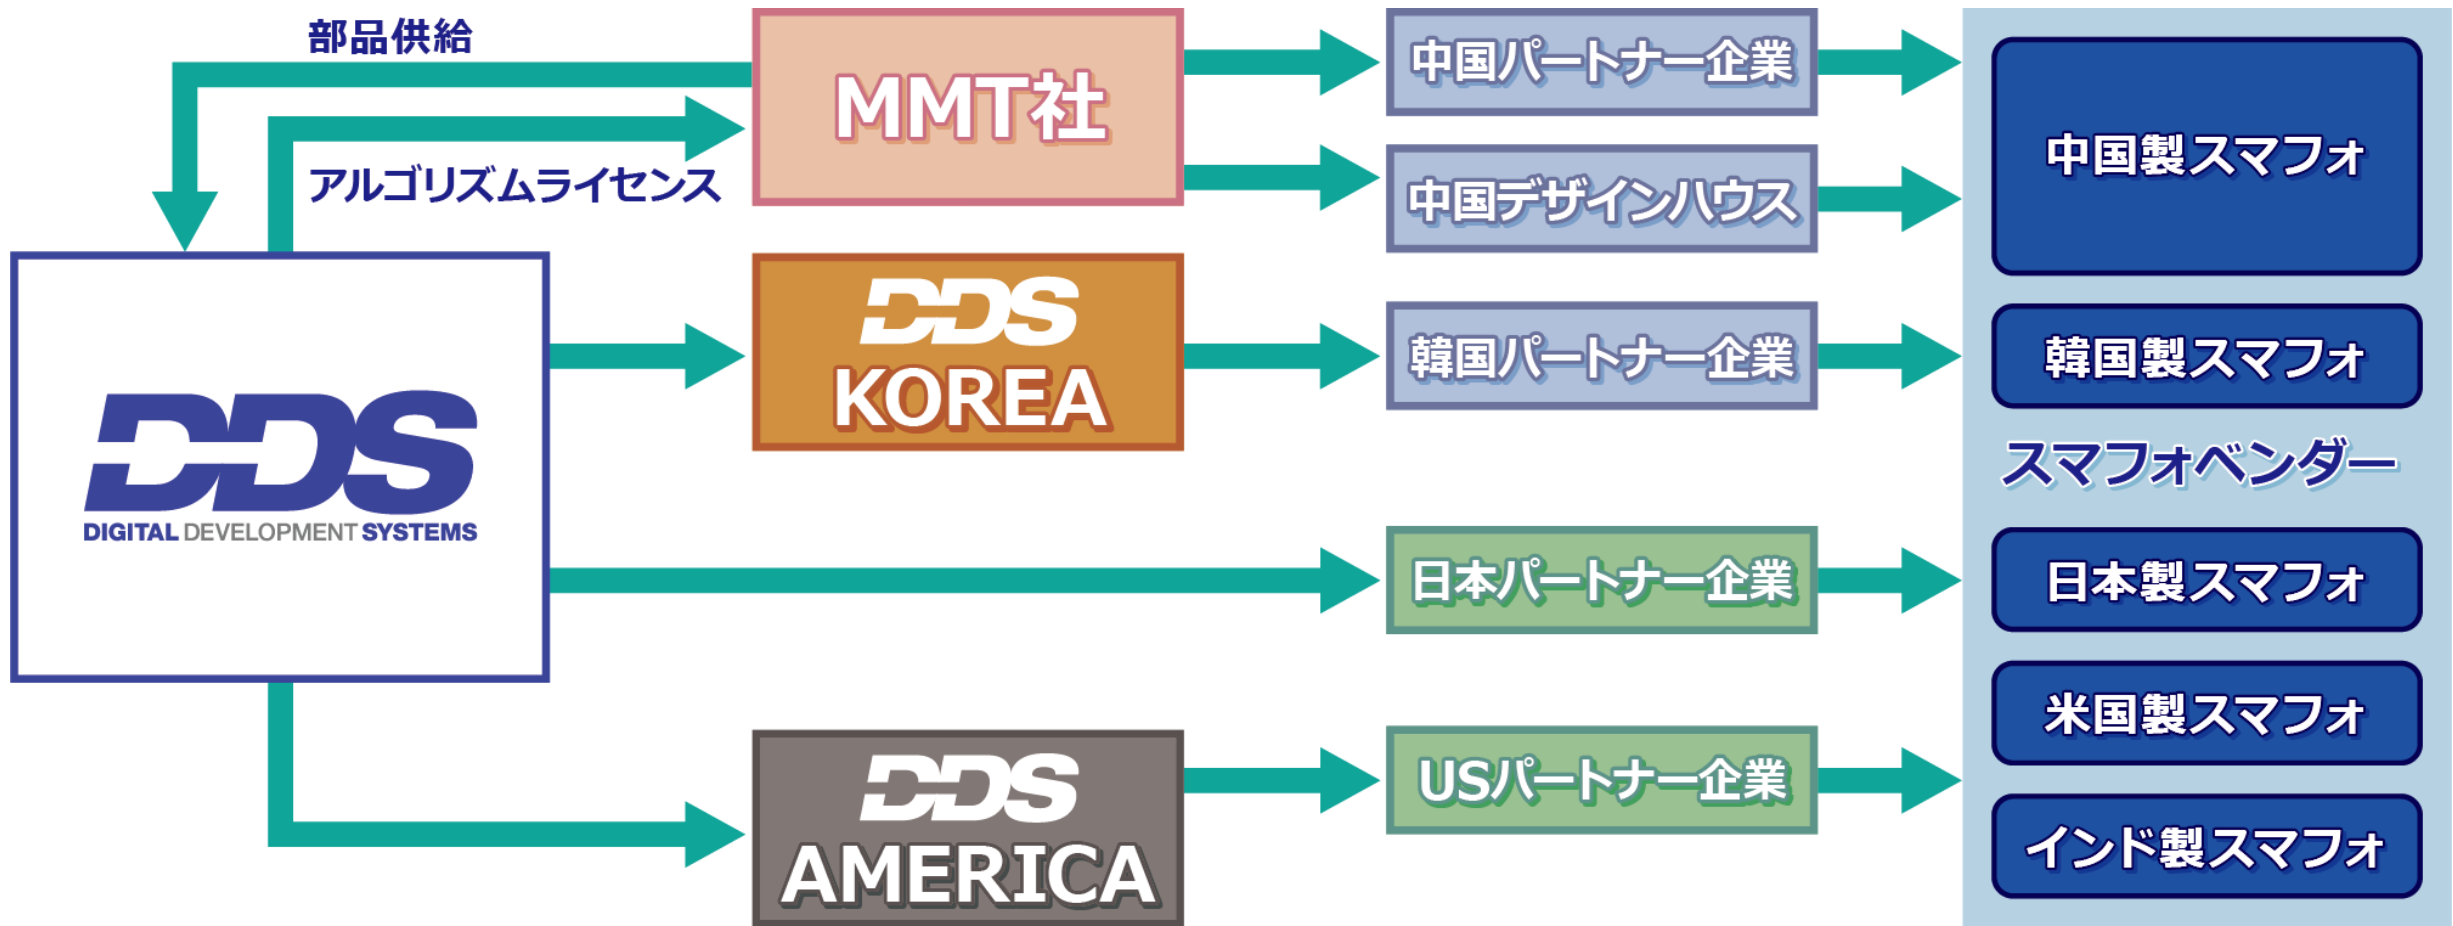 部品供給
アルゴリズムライセンス
DDS
DIGITAL DEVELOPMENT SYSTEMS
MMT社
DDS
KOREA
DDS
AMERICA
中国パートナー企業
中国デザインハウス
韓国パートナー企業
日本パートナー企業
USパートナー企業
中国製スマフォ
韓国製スマフォ
スマフォベンダー
日本製スマフォ
米国製スマフォ
インド製スマフォ